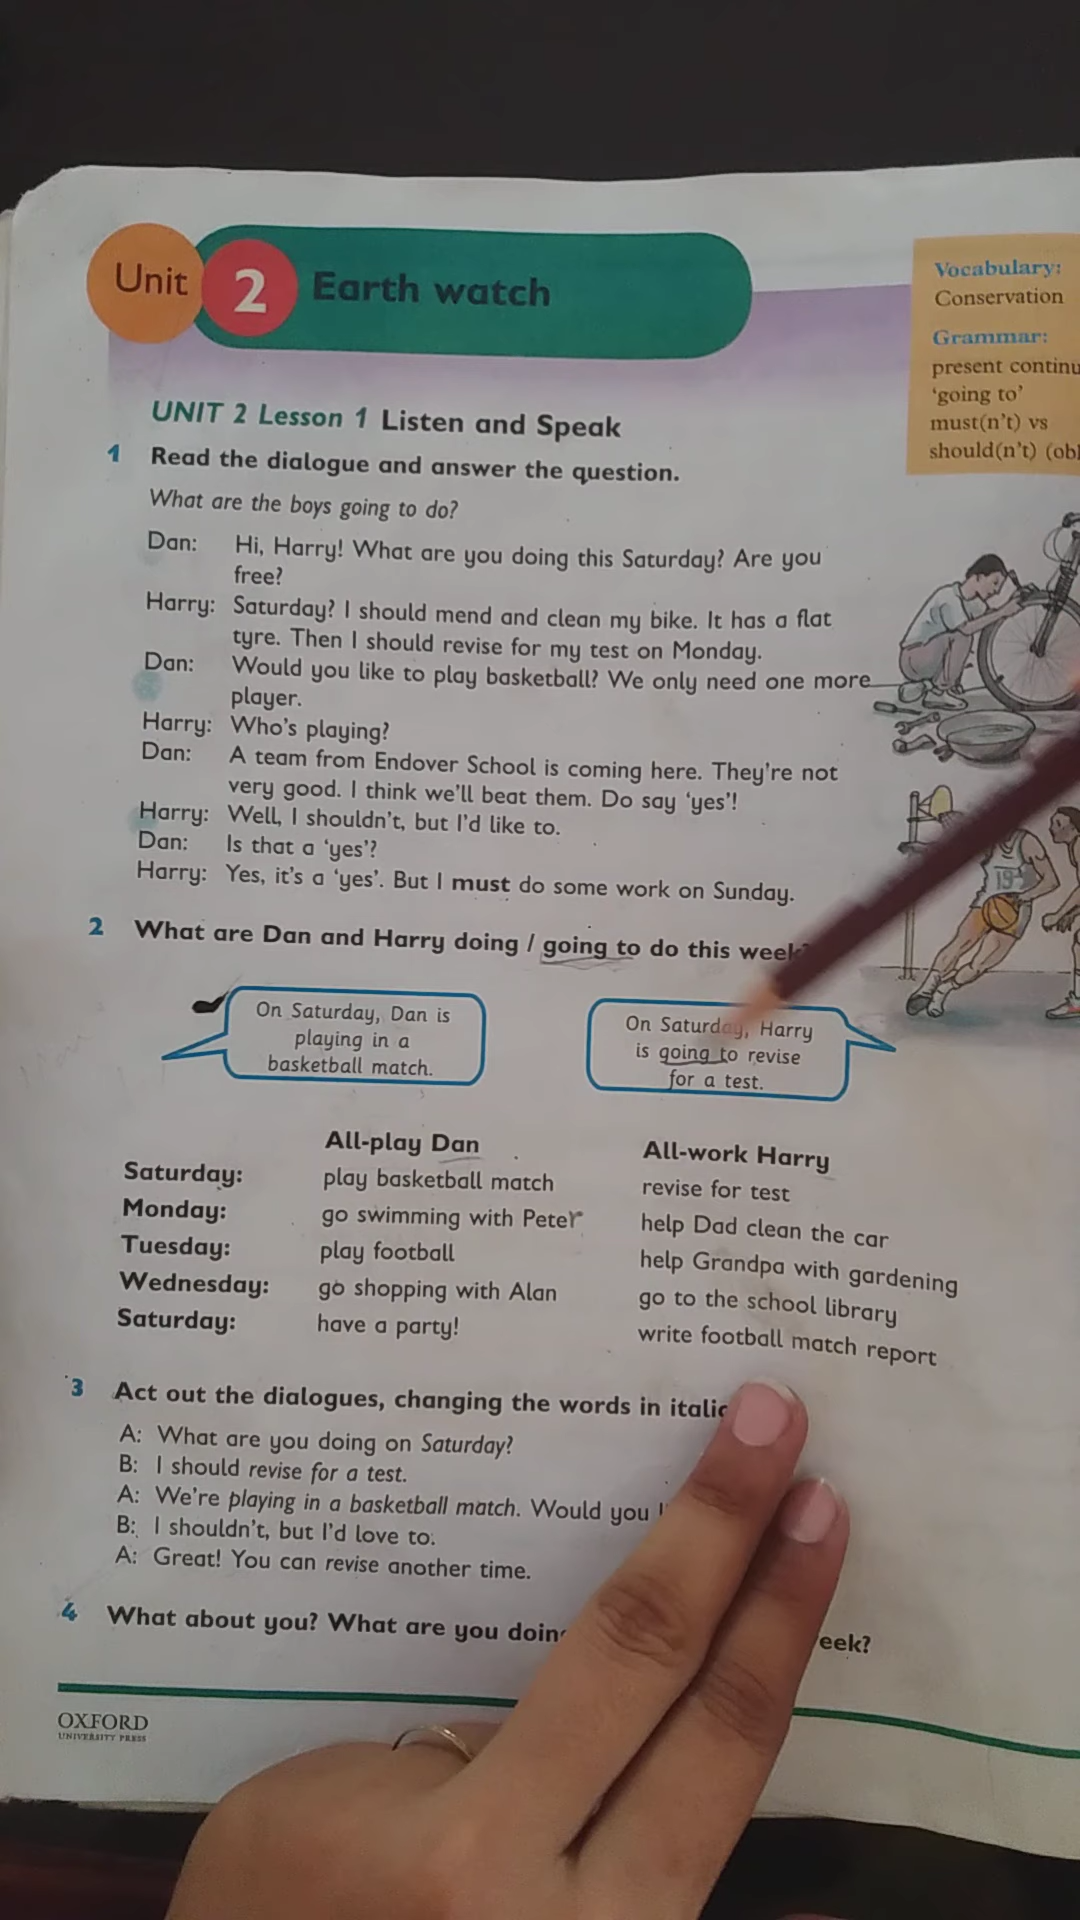 Unit 2 Earth watch
Vocabulary:
Conservation
Grammar:
present continu
'going to'
must(n't) vs
should(n't) (obl
UNIT 2 Lesson 1 Listen and Speak
1 Read the dialogue and answer the question.
What are the boys going to do?
Dan: Hi, Harry! What are you doing this Saturday? Are you
free?
Harry: Saturday? I should mend and clean my bike. It has a flat
tyre. Then I should revise for my test on Monday.
Dan: Would you like to play basketball? We only need one more
player.
Harry: Who's playing?
Dan: A team from Endover School is coming here. They're not
very good. I think we'll beat them. Do say 'yes'!
Harry: Well, I shouldn't, but I'd like to.
Dan: Is that a 'yes'?
Harry: Yes, it's a 'yes'. But I must do some work on Sunday.
19
2 What are Dan and Harry doing / going to do this week?
On Saturday, Dan is
playing in a
basketball match.
On Saturday, Harry
is going to revise
for a test.
All-play Dan All-work Harry
Saturday: play basketball match revise for test
Monday: go swimming with Peter help Dad clean the car
Tuesday: play football help Grandpa with gardening
Wednesday: go shopping with Alan go to the school library
Saturday: have a party! write football match report
3 Act out the dialogues, changing the words in italic
A: What are you doing on Saturday?
B: I should revise for a test.
A: We're playing in a basketball match. Would you
B: I shouldn't, but I'd love to.
A: Great! You can revise another time.
4 What about you? What are you doin eek?
OXFORD
UNIVERSITY PRESS